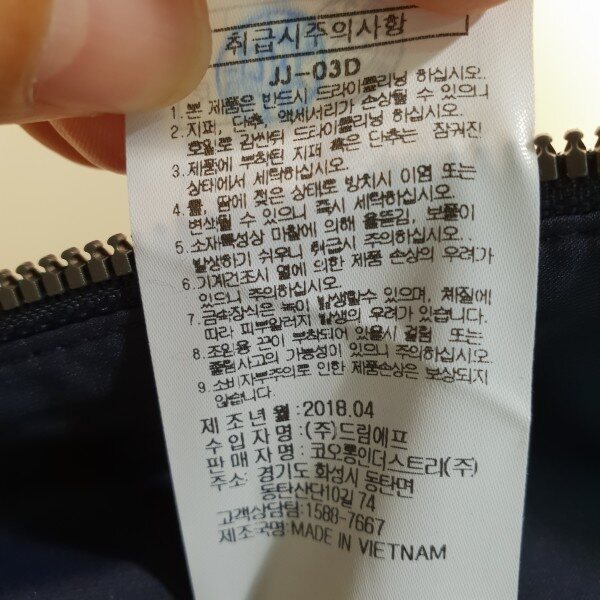 취급시주의사항
JJ-03D
1. 본 제품은 반드시 드라이클리닝 하십시오.
2. 지퍼, 단추 액세서리가 손상될 수 있으니
호일로 감싼뒤 드라이클리닝 하십시오.
3. 제품에 부착된 지퍼 혹은 단추는 잠궈진
상태에서 세탁하십시오.
4. 물, 땀에 젖은 상태로 방치시 이염 또는
변색될 수 있으니 즉시 세탁하십시오.
5. 소재특성상 마찰에 의해 올뜯김, 보풀이
발생하기 쉬우니 취급시 주의하십시오.
6. 기계건조시 열에 의한 제품 손상의 우려가
있으니 주의하십시오.
7. 금속장식은 녹이 발생할수 있으며, 체질에
따라 피부알러지 발생의 우려가 있습니다.
8. 조임용 끈이 부착되어 있을시 걸림 또는
끌림사고의 가능성이 있으니 주의하십시오.
9. 소비자부주의로 인한 제품손상은 보상되지
않습니다.
제조년월:2018.04
수입자명:(주)드림에프
판매자명:코오롱인더스트리(주)
주소: 경기도 화성시 동탄면
동탄산단10길 74
고객상담팀:1588-7667
제조국명:MADE IN VIETNAM